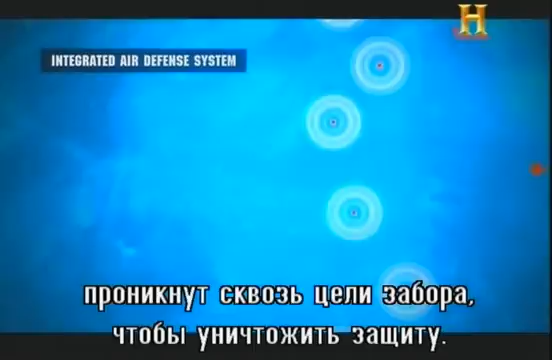 H
INTEGRATED AIR DEFENSE SYSTEM
проникнут сквозь цели забора,
чтобы уничтожить защиту.